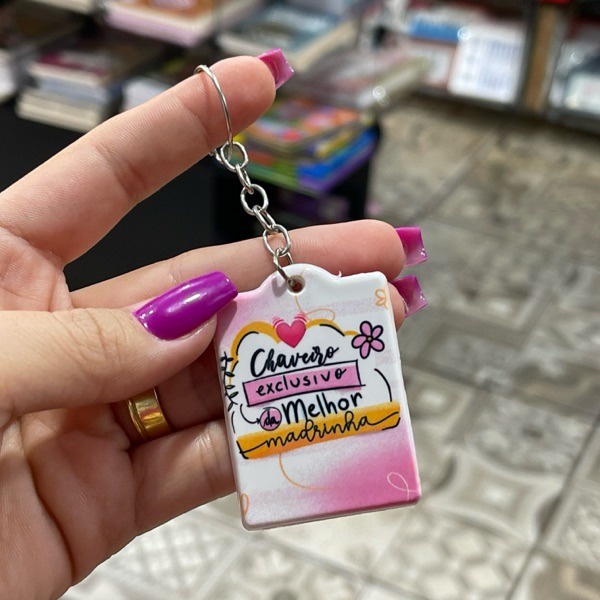 Chaveiro
exclusivo
da Melhor
madrinha